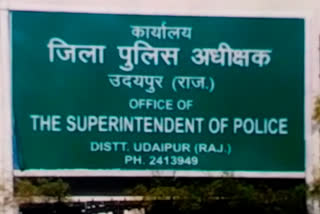 कार्यालय
जिला पुलिस अधीक्षक
उदयपुर (राज.)
OFFICE OF
THE SUPERINTENDENT OF POLICE
DISTT. UDAIPUR (RAJ.)
PH. 2413949